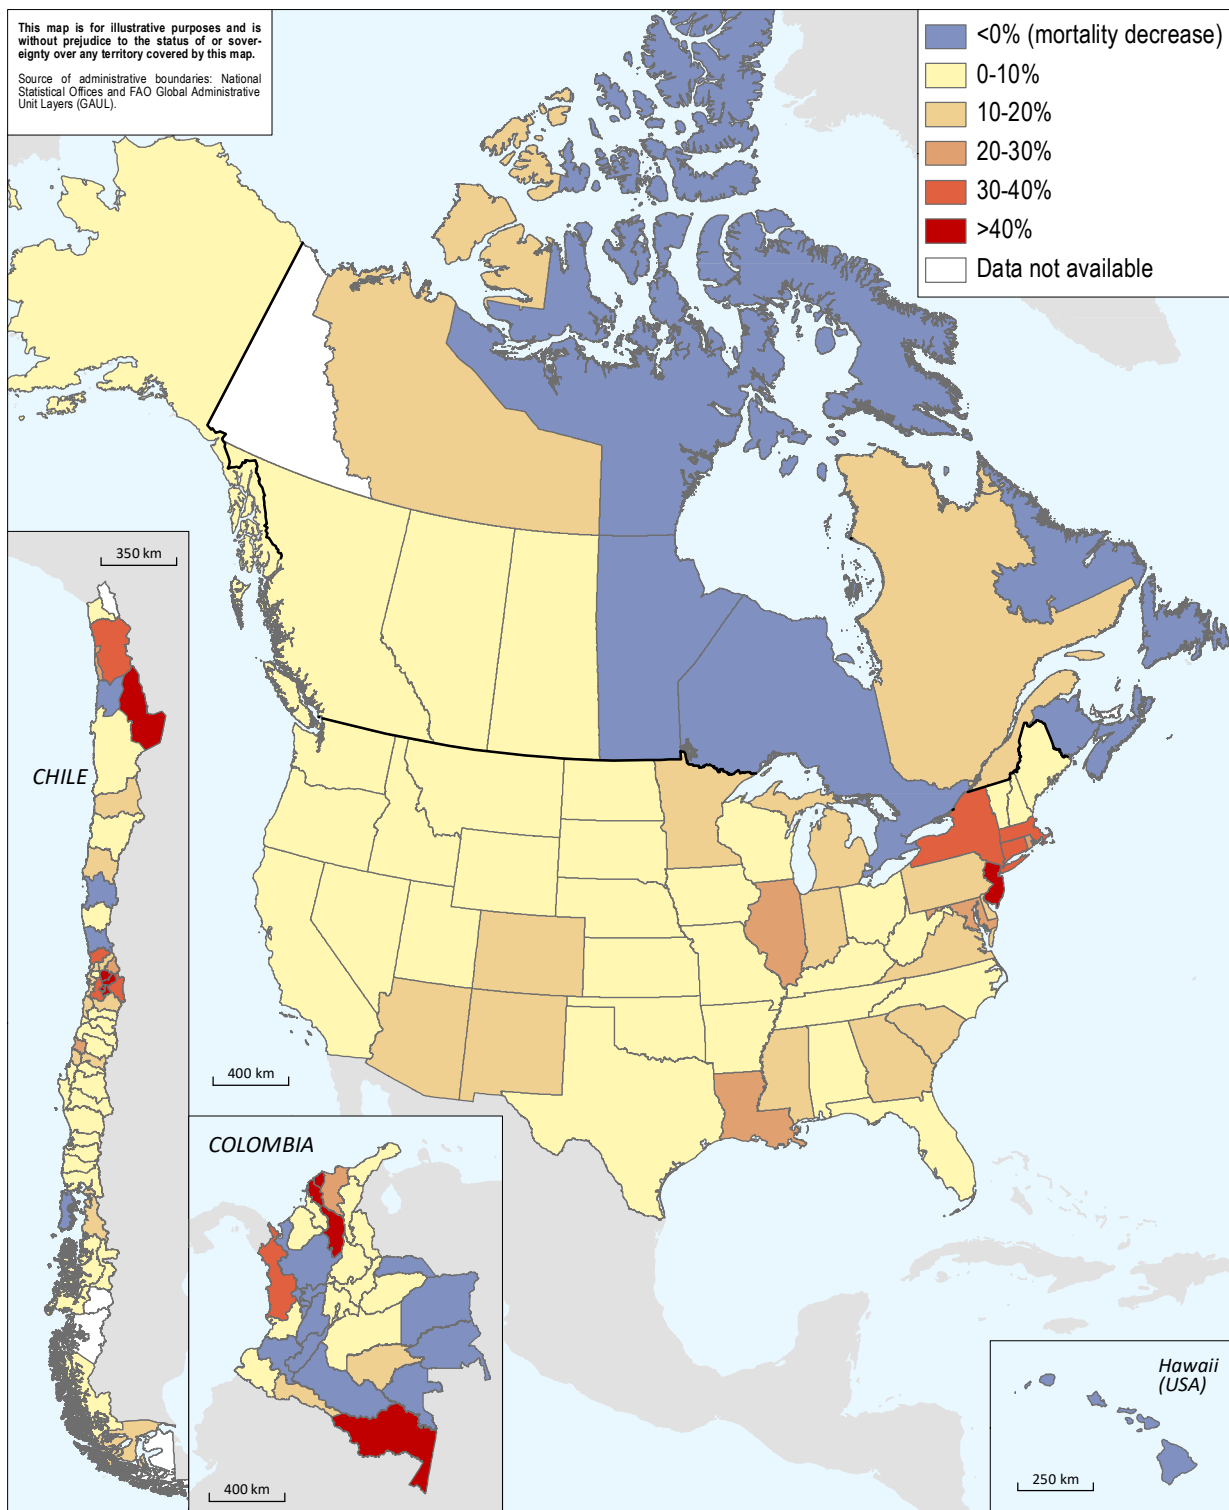 This map is for illustrative purposes and is
without prejudice to the status of or sover-
eignty over any territory covered by this map.
Source of administrative boundaries: National
Statistical Offices and FAO Global Administrative
Unit Layers (GAUL).
<0% (mortality decrease)
0-10%
10-20%
20-30%
30-40%
>40%
Data not available
350 km
CHILE
400 km
COLOMBIA
400 km
Hawaii
(USA)
250 km